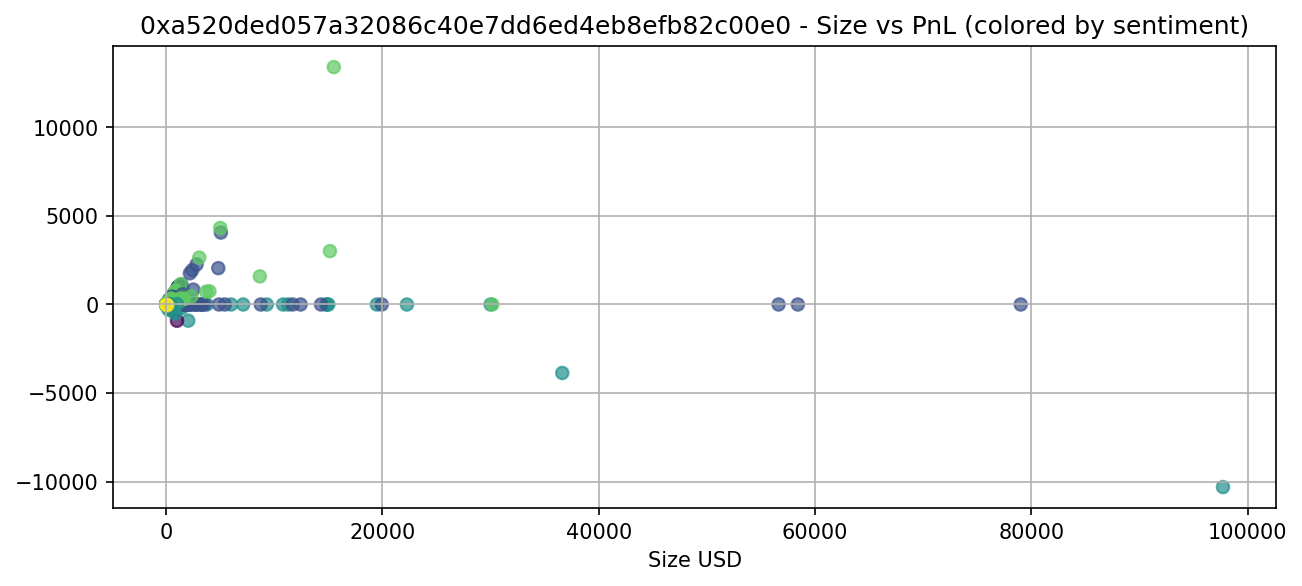 0xa520ded057a32086c40e7dd6ed4eb8efb82c00e0 - Size vs PnL (colored by sentiment)
10000
5000
0
−5000
−10000
0 20000 40000 60000 80000 100000
Size USD